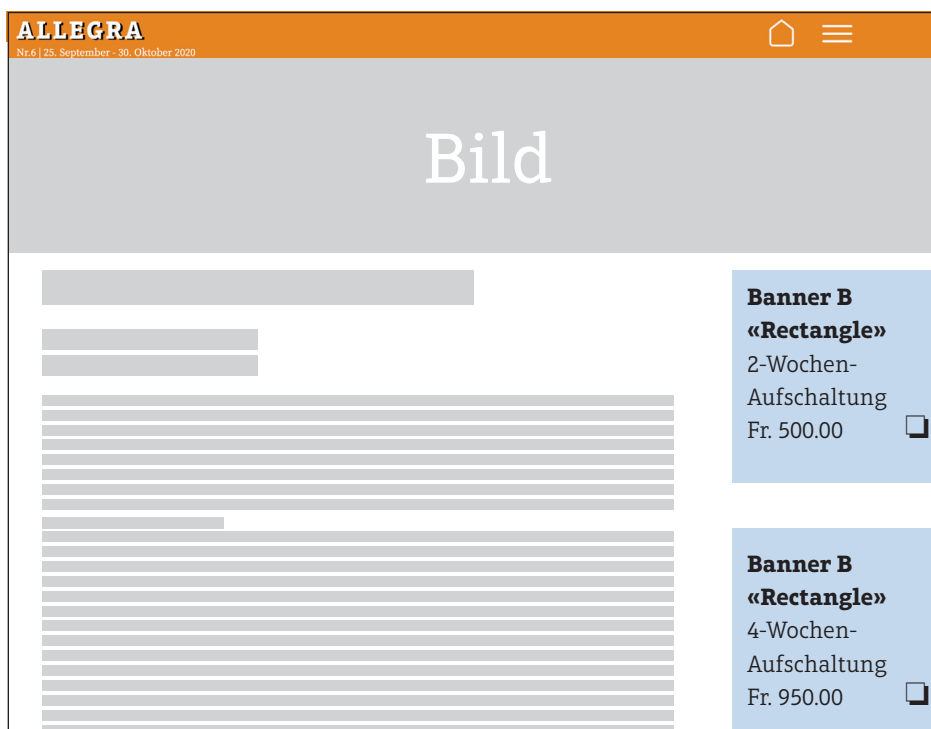 ALLEGRA
Nr.6 | 25. September - 30. Oktober 2020
Bild
Banner B
«Rectangle»
2-Wochen-
Aufschaltung
Fr. 500.00
Banner B
«Rectangle»
4-Wochen-
Aufschaltung
Fr. 950.00